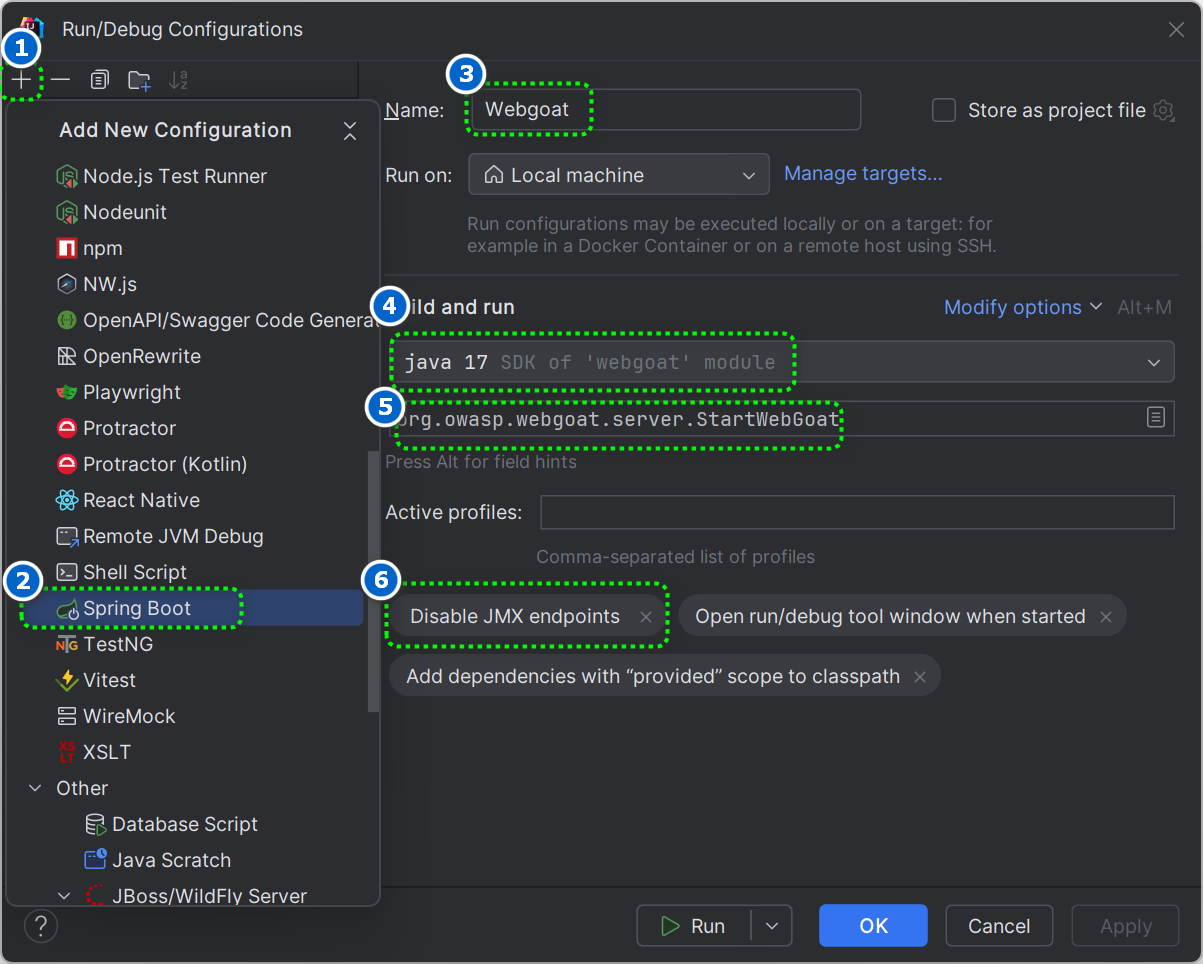 Run/Debug Configurations
1
Add New Configuration
Node.js Test Runner
Nodeunit
npm
NW.js
OpenAPI/Swagger Code Generat
OpenRewrite
Playwright
Protractor
Protractor (Kotlin)
React Native
Remote JVM Debug
Shell Script
2
Spring Boot
TestNG
Vitest
WireMock
XSLT
Other
Database Script
Java Scratch
JBoss/WildFly Server
3
Name: Webgoat
Store as project file
Run on: Local machine
Manage targets...
Run configurations may be executed locally or on a target: for
example in a Docker Container or on a remote host using SSH.
4
ild and run
Modify options Alt+M
java 17 SDK of 'webgoat' module
5
org.owasp.webgoat.server.StartWebGoat
Press Alt for field hints
Active profiles:
Comma-separated list of profiles
6
Disable JMX endpoints ×
Open run/debug tool window when started ×
Add dependencies with “provided” scope to classpath ×
?
Run
OK
Cancel
Apply